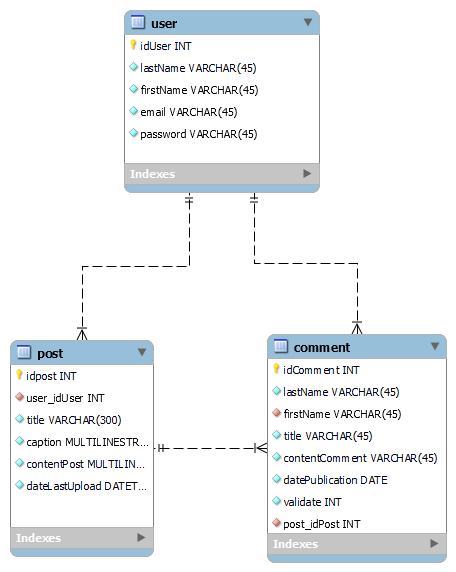 user
idUser INT
lastName VARCHAR(45)
firstName VARCHAR(45)
email VARCHAR(45)
password VARCHAR(45)
Indexes
post
idpost INT
user_idUser INT
title VARCHAR(300)
caption MULTILINESTR...
contentPost MULTILIN...
dateLastUpload DATET...
Indexes
comment
idComment INT
lastName VARCHAR(45)
firstName VARCHAR(45)
title VARCHAR(45)
contentComment VARCHAR(45)
datePublication DATE
validate INT
post_idPost INT
Indexes